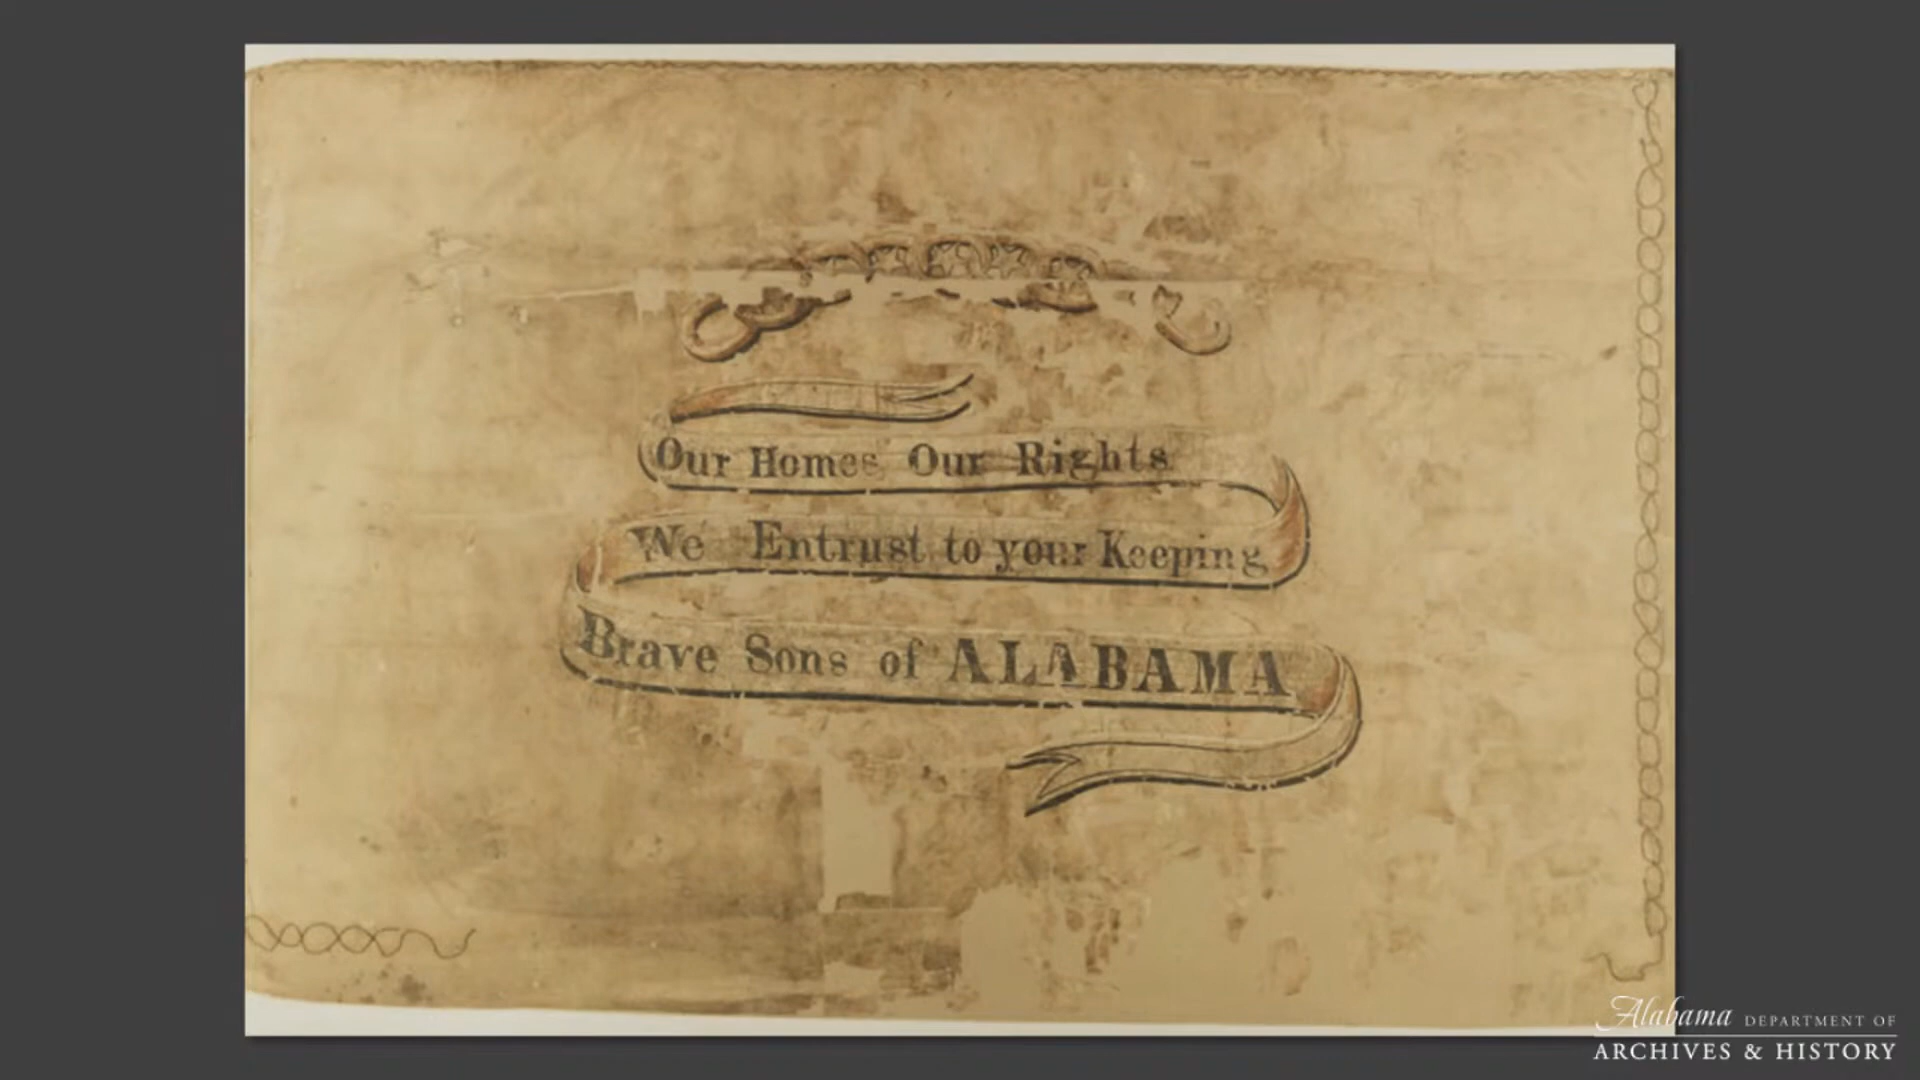 Our Homes Our Rights
We Entrust to your Keeping
Brave Sons of ALABAMA
Alabama DEPARTMENT OF
ARCHIVES & HISTORY